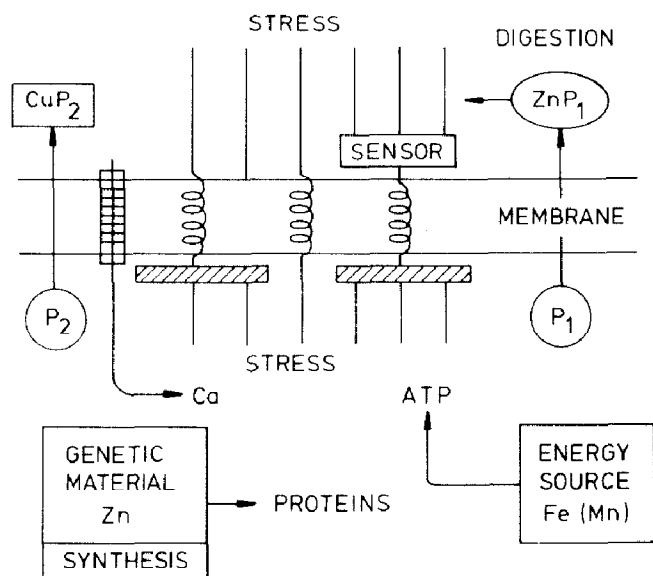 STRESS
DIGESTION
CuP2
ZnP1
SENSOR
MEMBRANE
P2
P1
STRESS
Ca
ATP
GENETIC
MATERIAL
Zn
SYNTHESIS
PROTEINS
ENERGY
SOURCE
Fe (Mn)